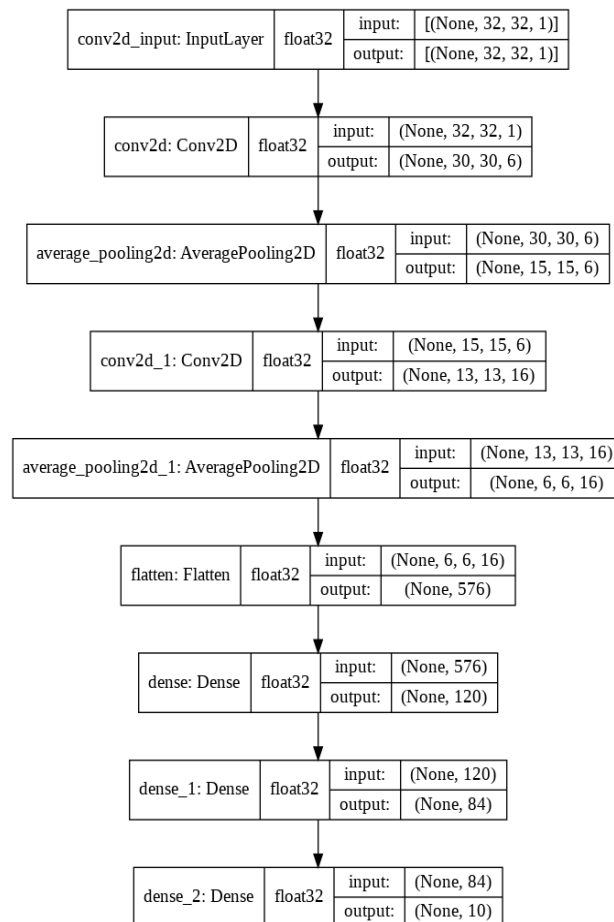 conv2d_input: InputLayer float32 input: [(None, 32, 32, 1)]
output: [(None, 32, 32, 1)]
conv2d: Conv2D float32 input: (None, 32, 32, 1)
output: (None, 30, 30, 6)
average_pooling2d: AveragePooling2D float32 input: (None, 30, 30, 6)
output: (None, 15, 15, 6)
conv2d_1: Conv2D float32 input: (None, 15, 15, 6)
output: (None, 13, 13, 16)
average_pooling2d_1: AveragePooling2D float32 input: (None, 13, 13, 16)
output: (None, 6, 6, 16)
flatten: Flatten float32 input: (None, 6, 6, 16)
output: (None, 576)
dense: Dense float32 input: (None, 576)
output: (None, 120)
dense_1: Dense float32 input: (None, 120)
output: (None, 84)
dense_2: Dense float32 input: (None, 84)
output: (None, 10)